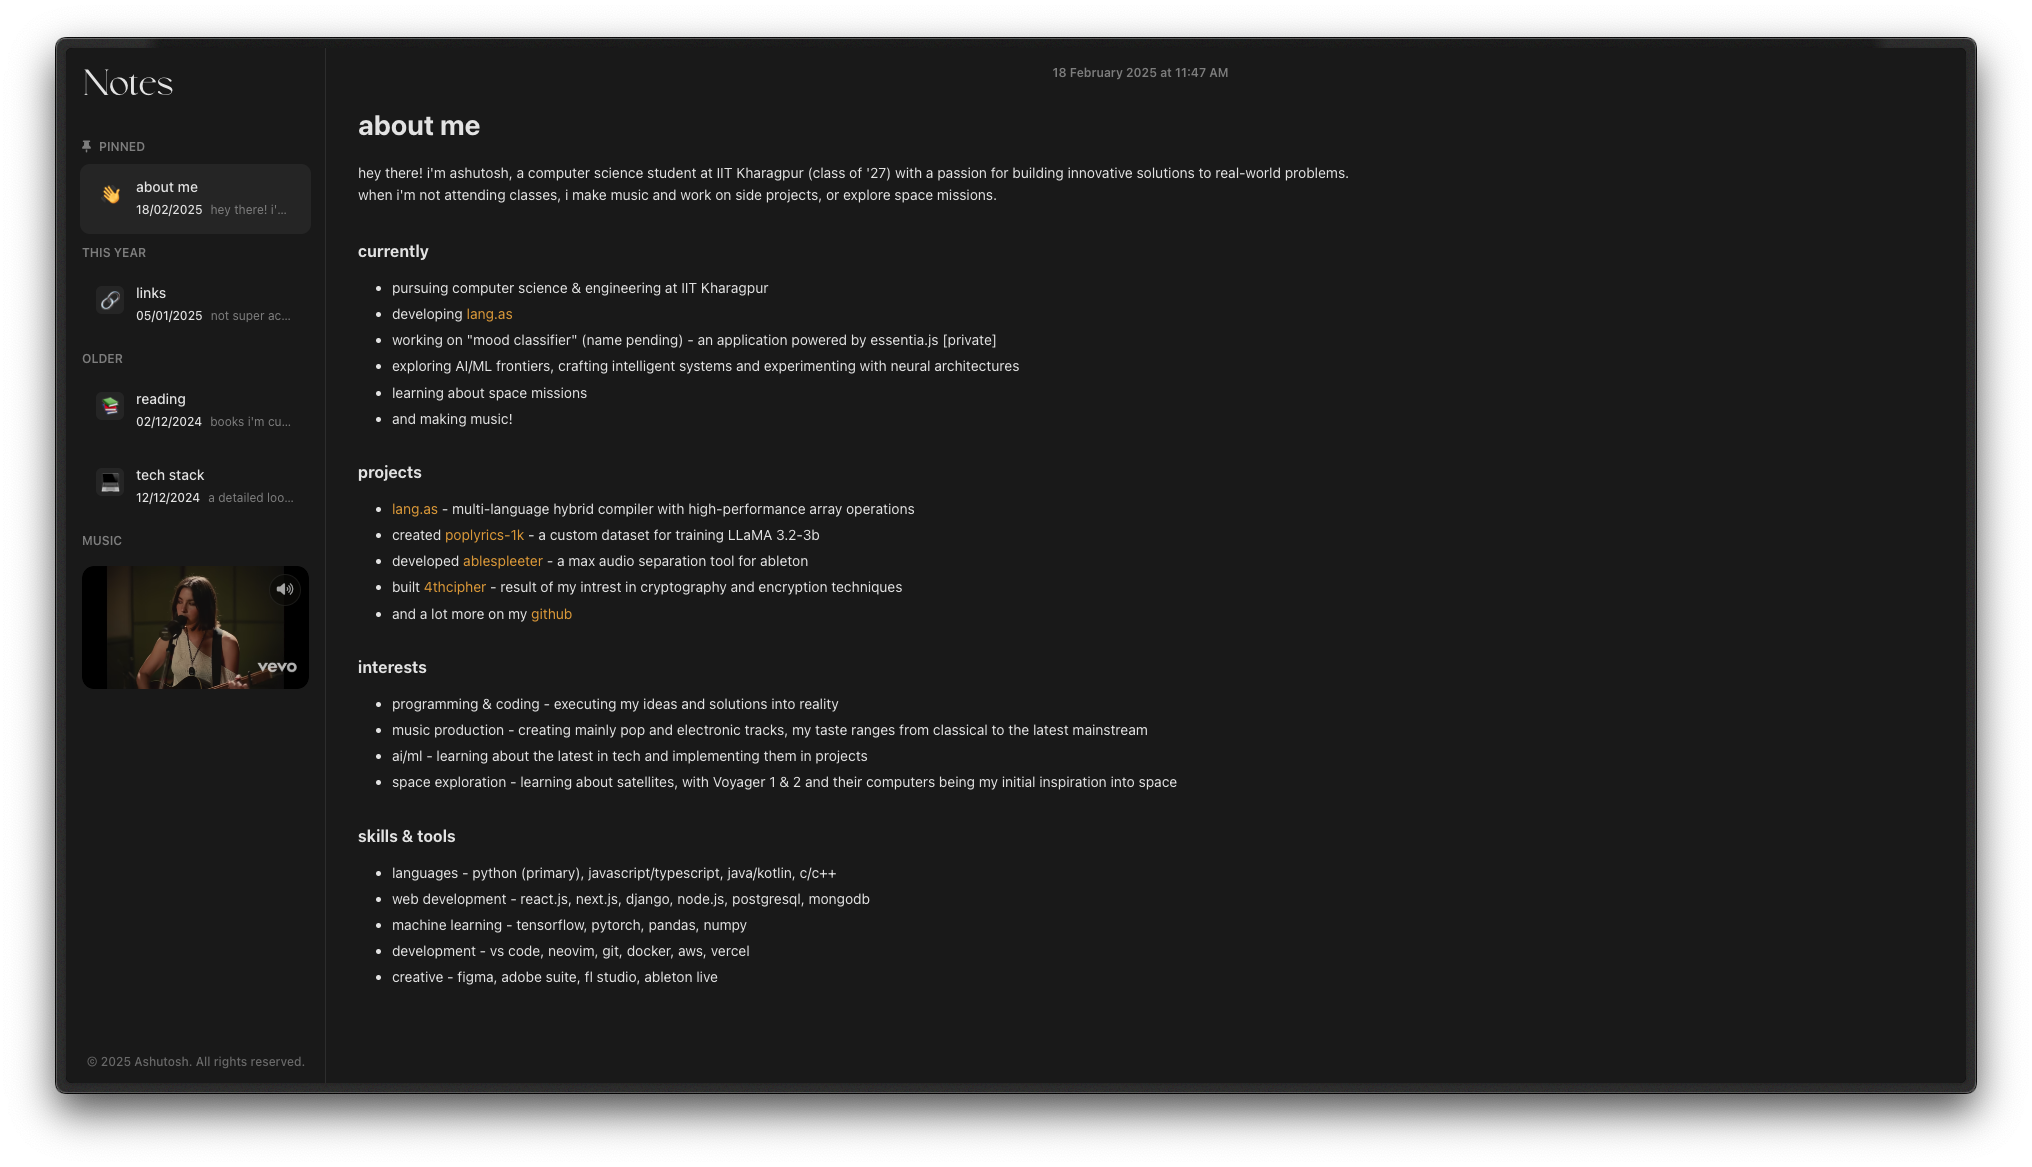 Notes
PINNED
about me
18/02/2025 hey there! i'...
THIS YEAR
links
05/01/2025 not super ac...
OLDER
reading
02/12/2024 books i'm cu...
tech stack
12/12/2024 a detailed loo...
MUSIC
vevo
© 2025 Ashutosh. All rights reserved.
18 February 2025 at 11:47 AM
about me
hey there! i'm ashutosh, a computer science student at IIT Kharagpur (class of '27) with a passion for building innovative solutions to real-world problems.
when i'm not attending classes, i make music and work on side projects, or explore space missions.
currently
• pursuing computer science & engineering at IIT Kharagpur
• developing lang.as
• working on "mood classifier" (name pending) - an application powered by essentia.js [private]
• exploring AI/ML frontiers, crafting intelligent systems and experimenting with neural architectures
• learning about space missions
• and making music!
projects
• lang.as - multi-language hybrid compiler with high-performance array operations
• created poplyrics-1k - a custom dataset for training LLaMA 3.2-3b
• developed ablespleeter - a max audio separation tool for ableton
• built 4thcipher - result of my intrest in cryptography and encryption techniques
• and a lot more on my github
interests
• programming & coding - executing my ideas and solutions into reality
• music production - creating mainly pop and electronic tracks, my taste ranges from classical to the latest mainstream
• ai/ml - learning about the latest in tech and implementing them in projects
• space exploration - learning about satellites, with Voyager 1 & 2 and their computers being my initial inspiration into space
skills & tools
• languages - python (primary), javascript/typescript, java/kotlin, c/c++
• web development - react.js, next.js, django, node.js, postgresql, mongodb
• machine learning - tensorflow, pytorch, pandas, numpy
• development - vs code, neovim, git, docker, aws, vercel
• creative - figma, adobe suite, fl studio, ableton live